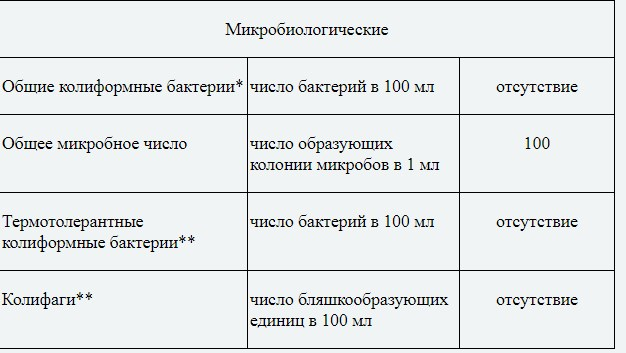 Микробиологические
Общие колиформные бактерии* число бактерий в 100 мл отсутствие
Общее микробное число число образующих 100
колонии микробов в 1 мл
Термотолерантные число бактерий в 100 мл отсутствие
колиформные бактерии**
Колифаги** число бляшкообразующих отсутствие
единиц в 100 мл